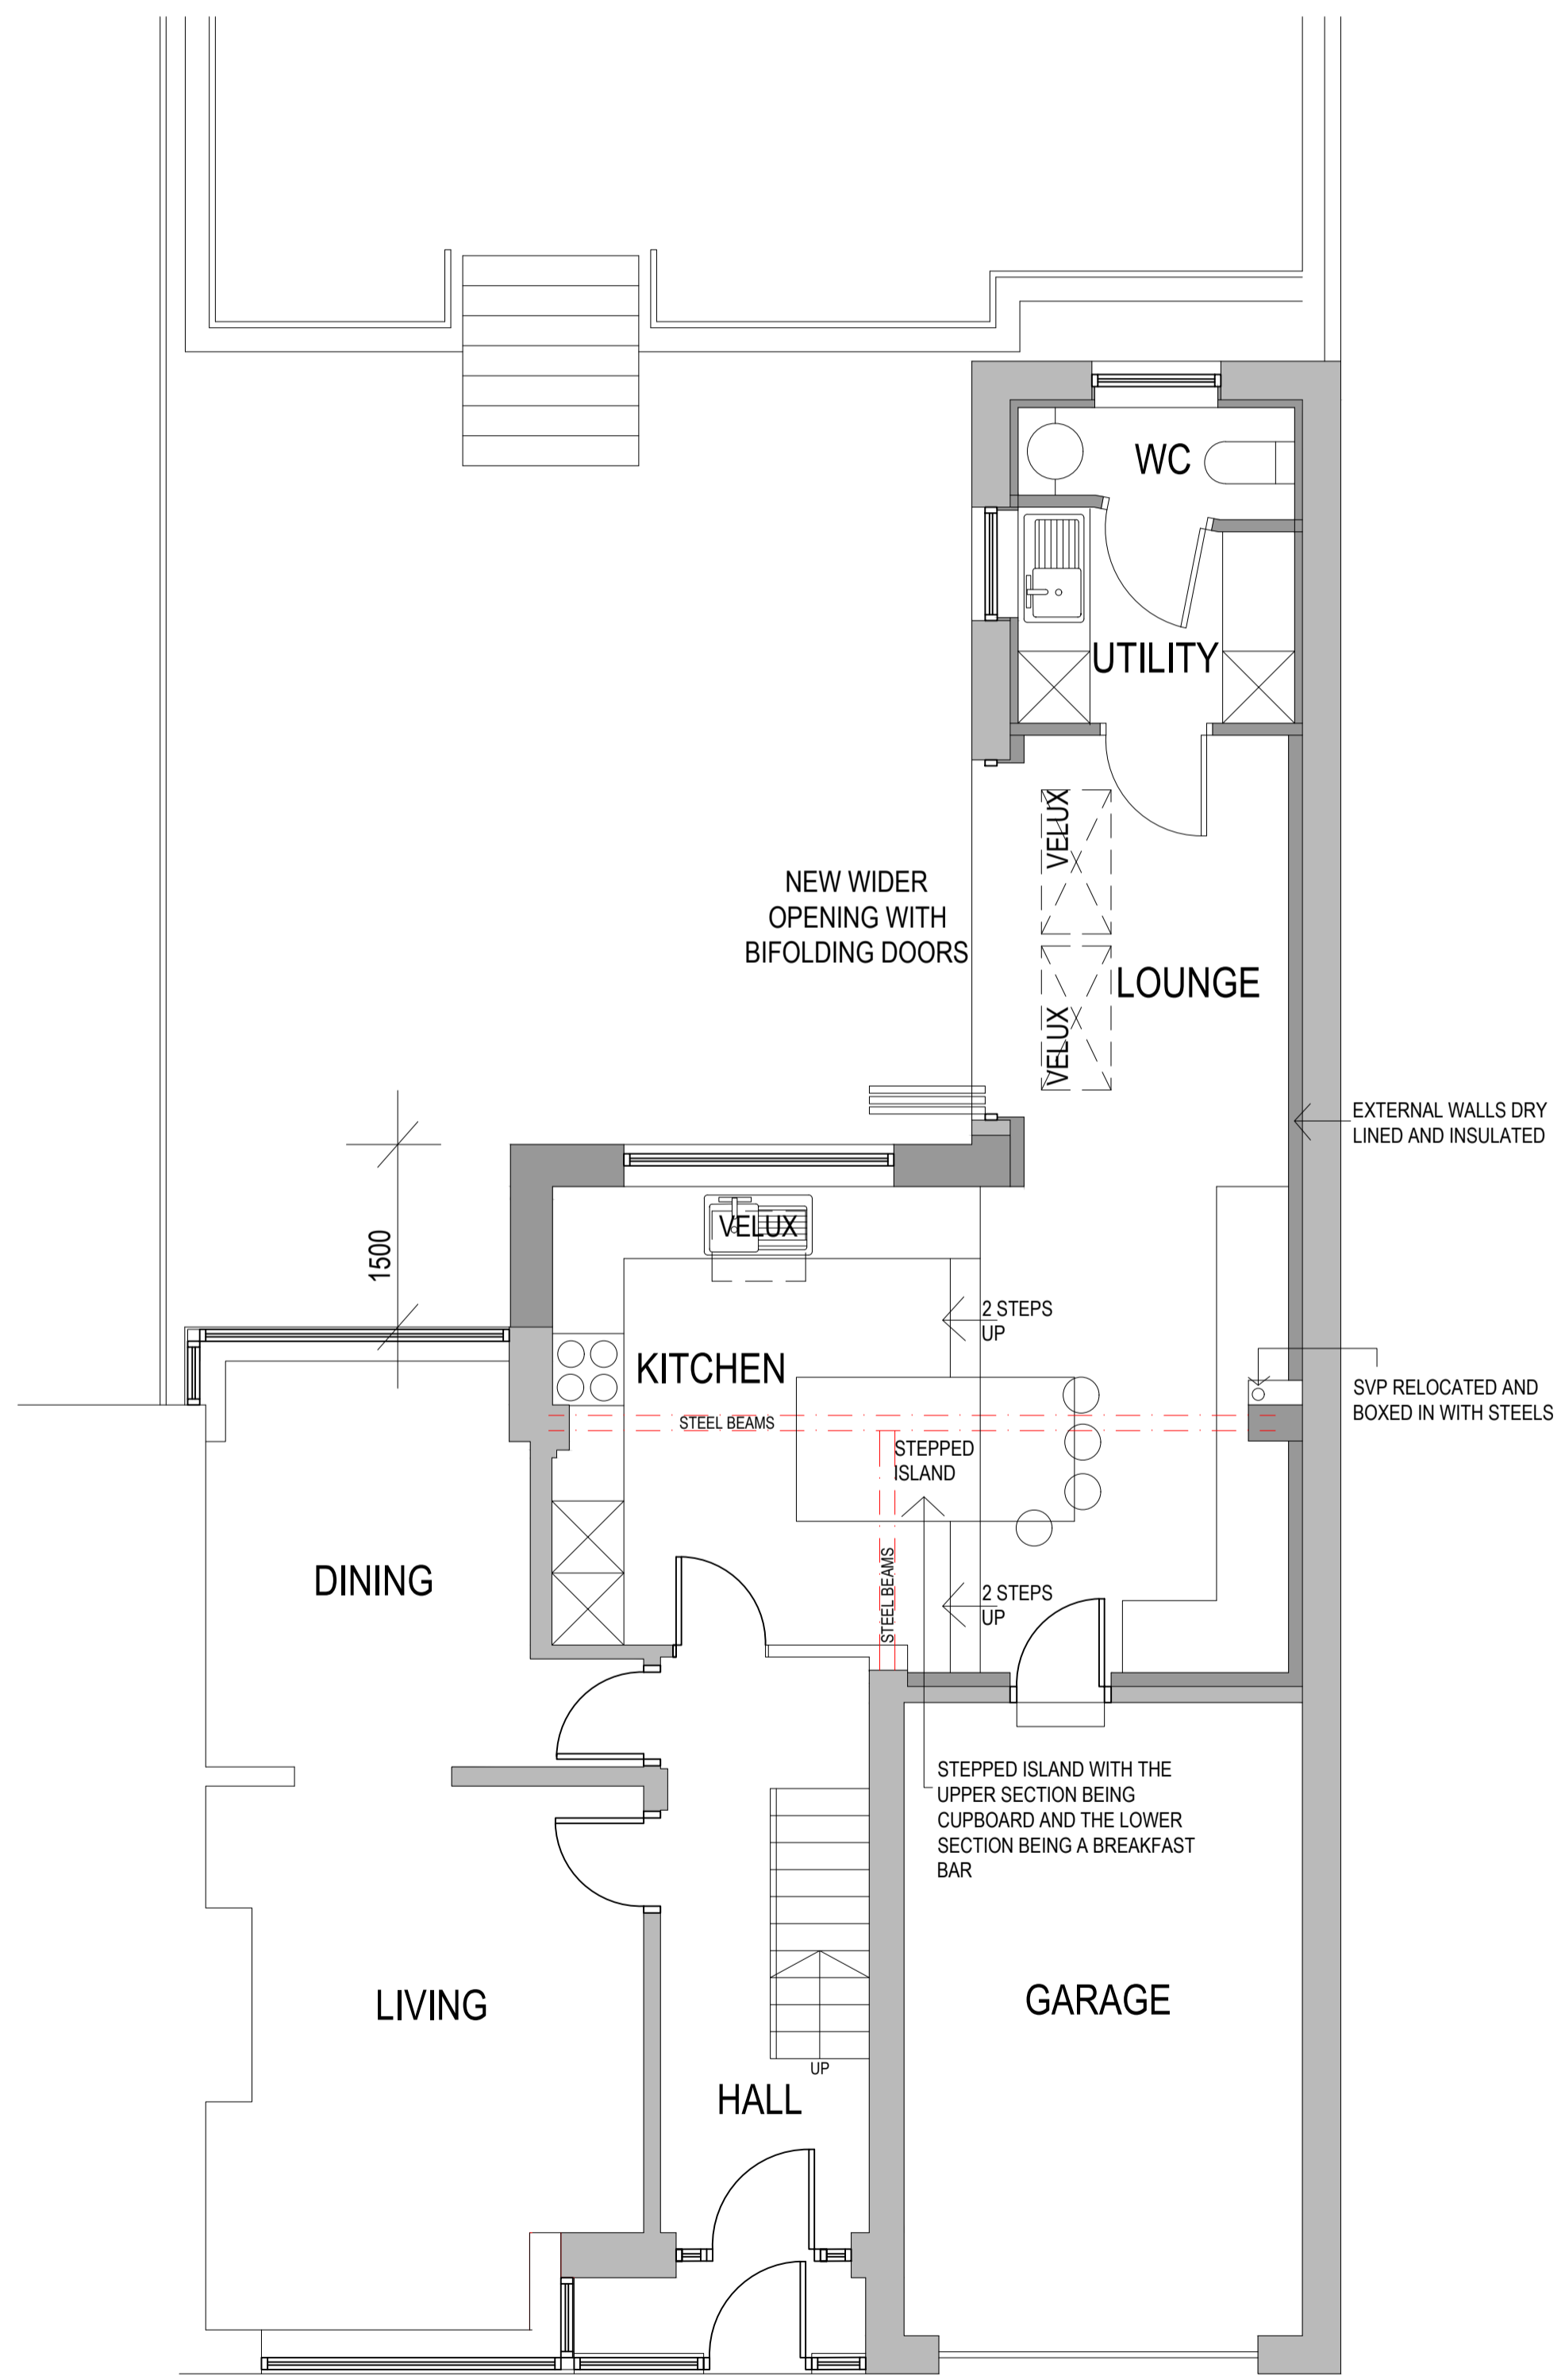 WC
UTILITY
VELUX
NEW WIDER
OPENING WITH
BIFOLDING DOORS
LOUNGE
VELUX
EXTERNAL WALLS DRY
LINED AND INSULATED
1500
VELUX
2 STEPS
UP
KITCHEN
SVP RELOCATED AND
BOXED IN WITH STEELS
STEEL BEAMS
STEPPED
ISLAND
DINING
STEEL BEAMS
2 STEPS
UP
STEPPED ISLAND WITH THE
UPPER SECTION BEING
CUPBOARD AND THE LOWER
SECTION BEING A BREAKFAST
BAR
LIVING
GARAGE
UP
HALL